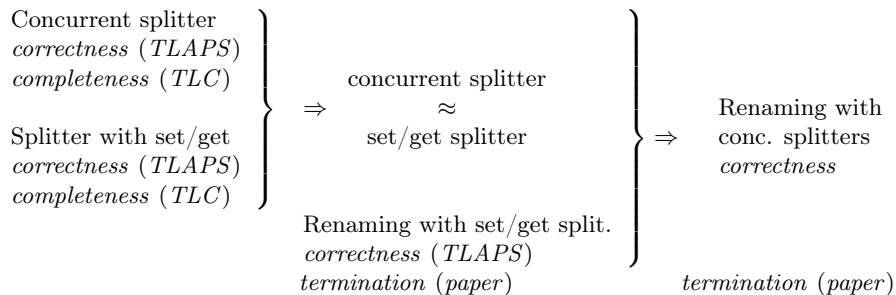 Concurrent splitter
correctness (TLAPS)
completeness (TLC)
Splitter with set/get
correctness (TLAPS)
completeness (TLC)
⇒
concurrent splitter
≈
set/get splitter
Renaming with set/get split.
correctness (TLAPS)
termination (paper)
⇒
Renaming with
conc. splitters
correctness
termination (paper)